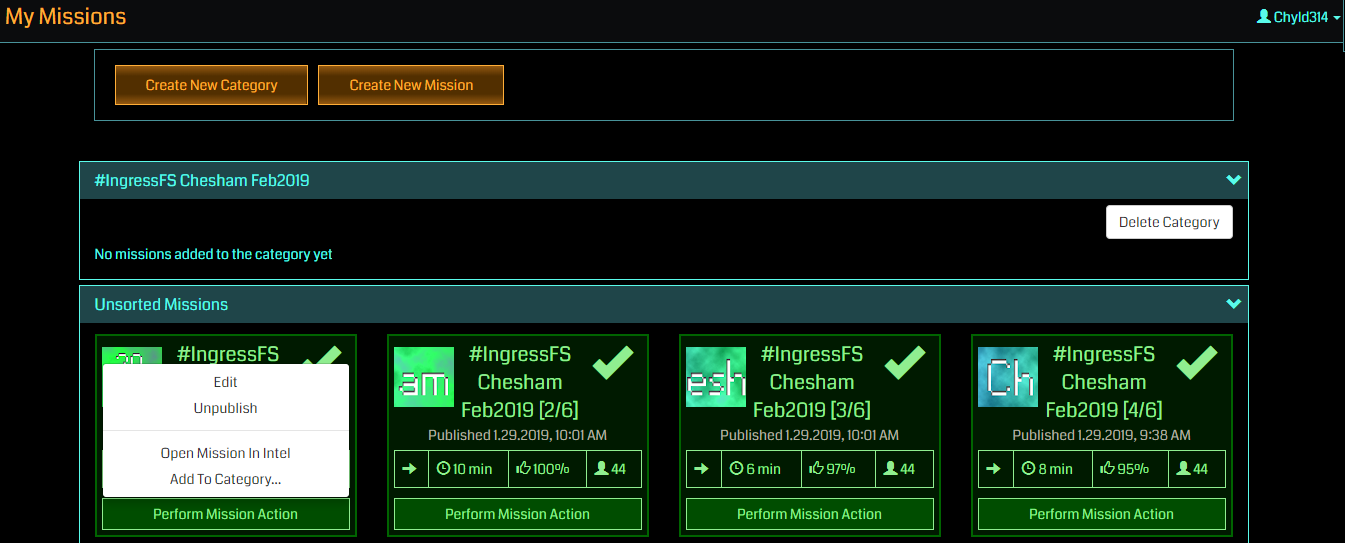 My Missions
Chyld314
Create New Category
Create New Mission
#IngressFS Chesham Feb2019
Delete Category
No missions added to the category yet
Unsorted Missions
#IngressFS
Edit
Unpublish
Open Mission In Intel
Add To Category...
Perform Mission Action
am
#IngressFS
Chesham
Feb2019 [2/6]
Published 1.29.2019, 10:01 AM
10 min
100%
44
Perform Mission Action
esh
#IngressFS
Chesham
Feb2019 [3/6]
Published 1.29.2019, 10:01 AM
6 min
97%
44
Perform Mission Action
Ch
#IngressFS
Chesham
Feb2019 [4/6]
Published 1.29.2019, 9:38 AM
8 min
95%
44
Perform Mission Action